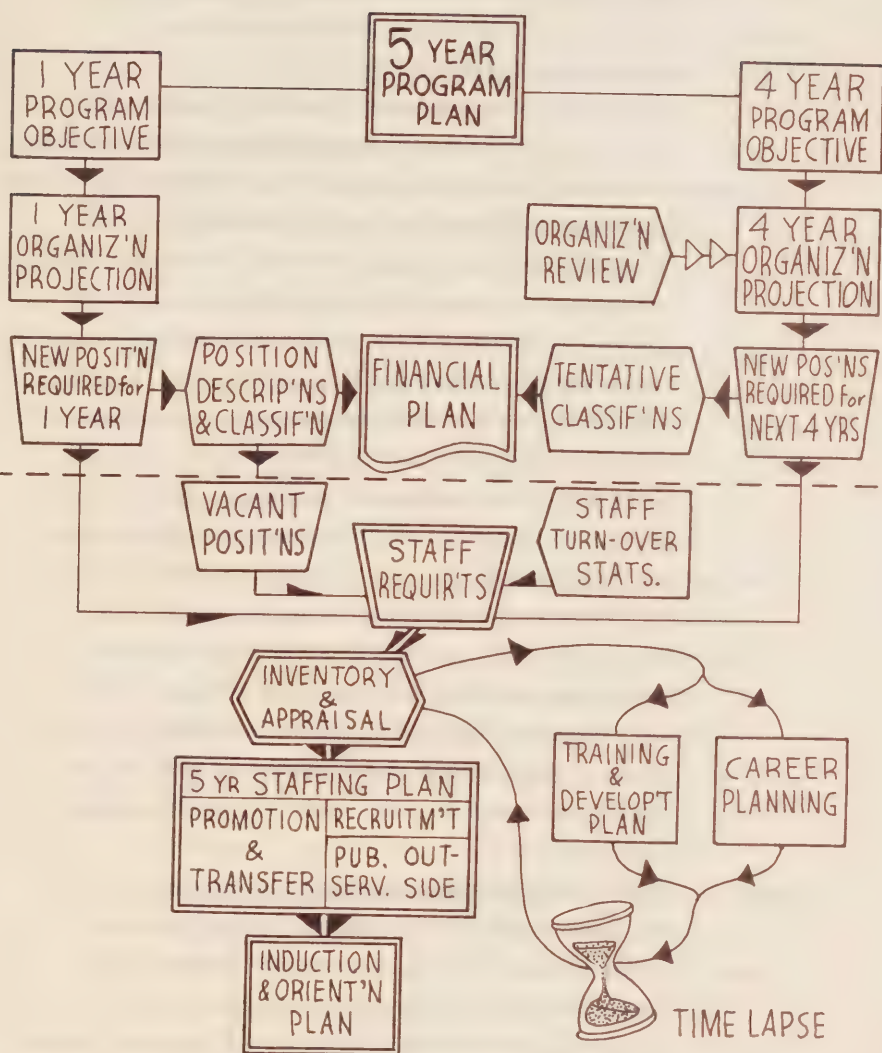 1 YEAR
PROGRAM
OBJECTIVE
5 YEAR
PROGRAM
PLAN
4 YEAR
PROGRAM
OBJECTIVE
1 YEAR
ORGANIZ'N
PROJECTION
ORGANIZ'N
REVIEW
4 YEAR
ORGANIZ'N
PROJECTION
NEW POSIT'N
REQUIRED for
1 YEAR
POSITION
DESCRIP'NS
& CLASSIF'N
FINANCIAL
PLAN
TENTATIVE
CLASSIF'NS
NEW POS'NS
REQUIRED for
NEXT 4 YRS
VACANT
POSIT'NS
STAFF
REQUIR'TS
STAFF
TURN-OVER
STATS.
INVENTORY
&
APPRAISAL
TRAINING
&
DEVELOP'T
PLAN
CAREER
PLANNING
5 YR STAFFING PLAN
PROMOTION
&
TRANSFER
RECRUITM'T
PUB. OUT-
SERV. SIDE
INDUCTION
& ORIENT'N
PLAN
TIME LAPSE